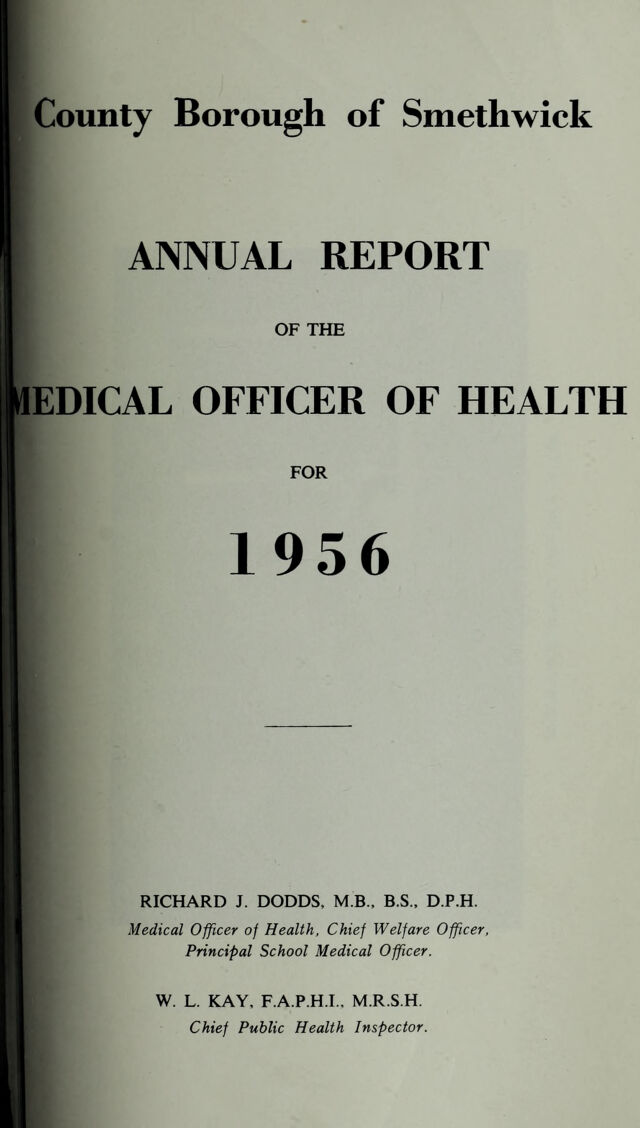 County Borough of Smethwick
ANNUAL REPORT
OF THE
MEDICAL OFFICER OF HEALTH
FOR
1956
RICHARD J. DODDS, M.B., B.S., D.P.H.
Medical Officer of Health, Chief Welfare Officer,
Principal School Medical Officer.
W. L. KAY, F.A.P.H.I., M.R.S.H.
Chief Public Health Inspector.